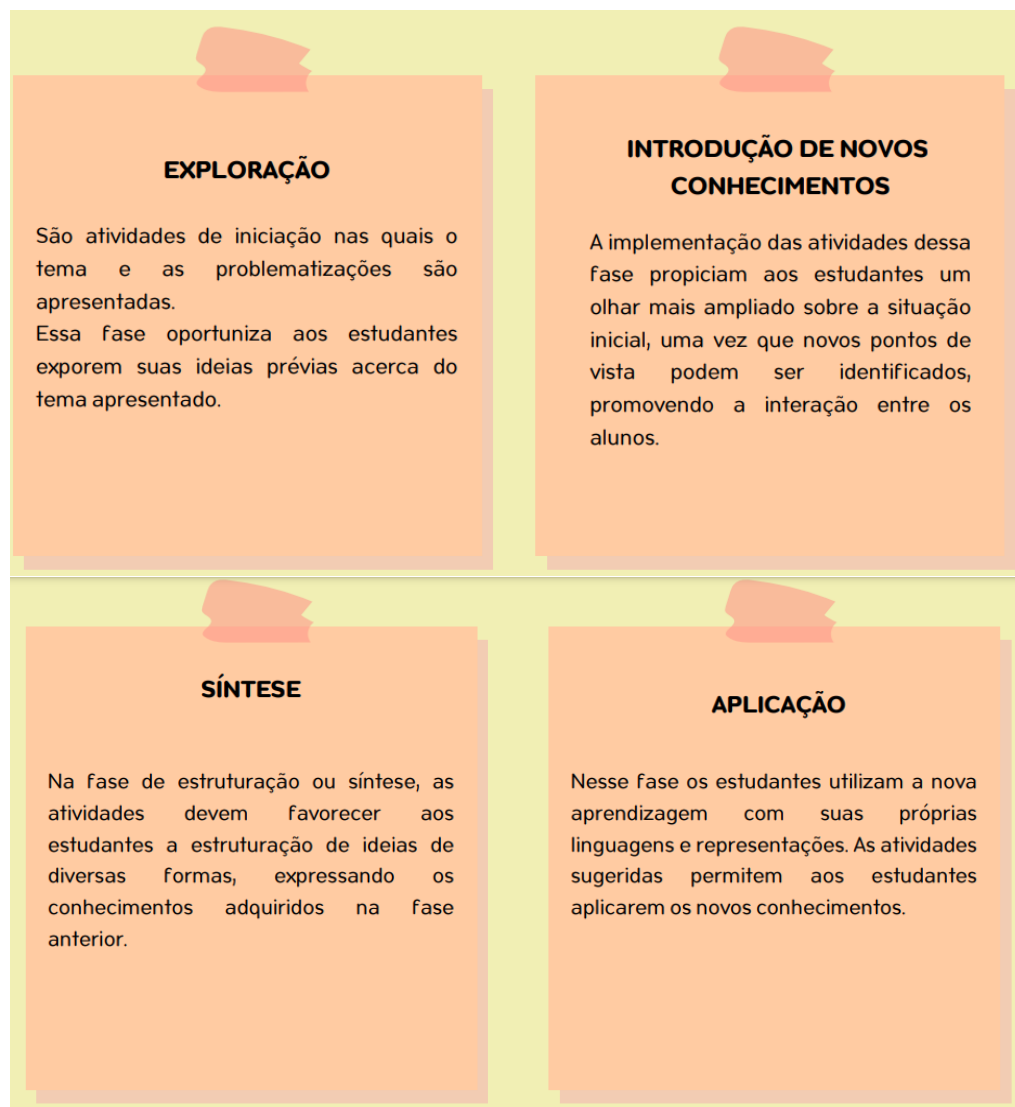 EXPLORAÇÃO
São atividades de iniciação nas quais o
tema e as problematizações são
apresentadas.
Essa fase oportuniza aos estudantes
exporem suas ideias prévias acerca do
tema apresentado.
INTRODUÇÃO DE NOVOS
CONHECIMENTOS
A implementação das atividades dessa
fase propiciam aos estudantes um
olhar mais ampliado sobre a situação
inicial, uma vez que novos pontos de
vista podem ser identificados,
promovendo a interação entre os
alunos.
SÍNTESE
Na fase de estruturação ou síntese, as
atividades devem favorecer aos
estudantes a estruturação de ideias de
diversas formas, expressando os
conhecimentos adquiridos na fase
anterior.
APLICAÇÃO
Nesse fase os estudantes utilizam a nova
aprendizagem com suas próprias
linguagens e representações. As atividades
sugeridas permitem aos estudantes
aplicarem os novos conhecimentos.